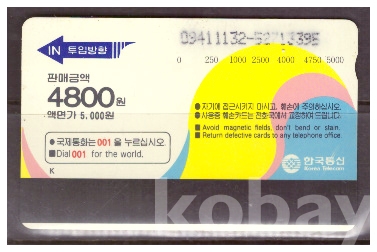 IN 투입방향
0 250 1000 2500 4000 4750 5000
판매금액
4800원
액면가 5,000원
● 국제통화는 001 을 누르십시오.
■ Dial 001 for the world.
K
● 자기에 접근시키지 마시고, 훼손에 주의하십시오.
● 사용중 훼손카드는 전화국에서 교환하여 드립니다.
■ Avoid magnetic fields, don't bend or stain.
■ Return defective cards to any telephone office.
한국통신
Korea Telecom
kobay